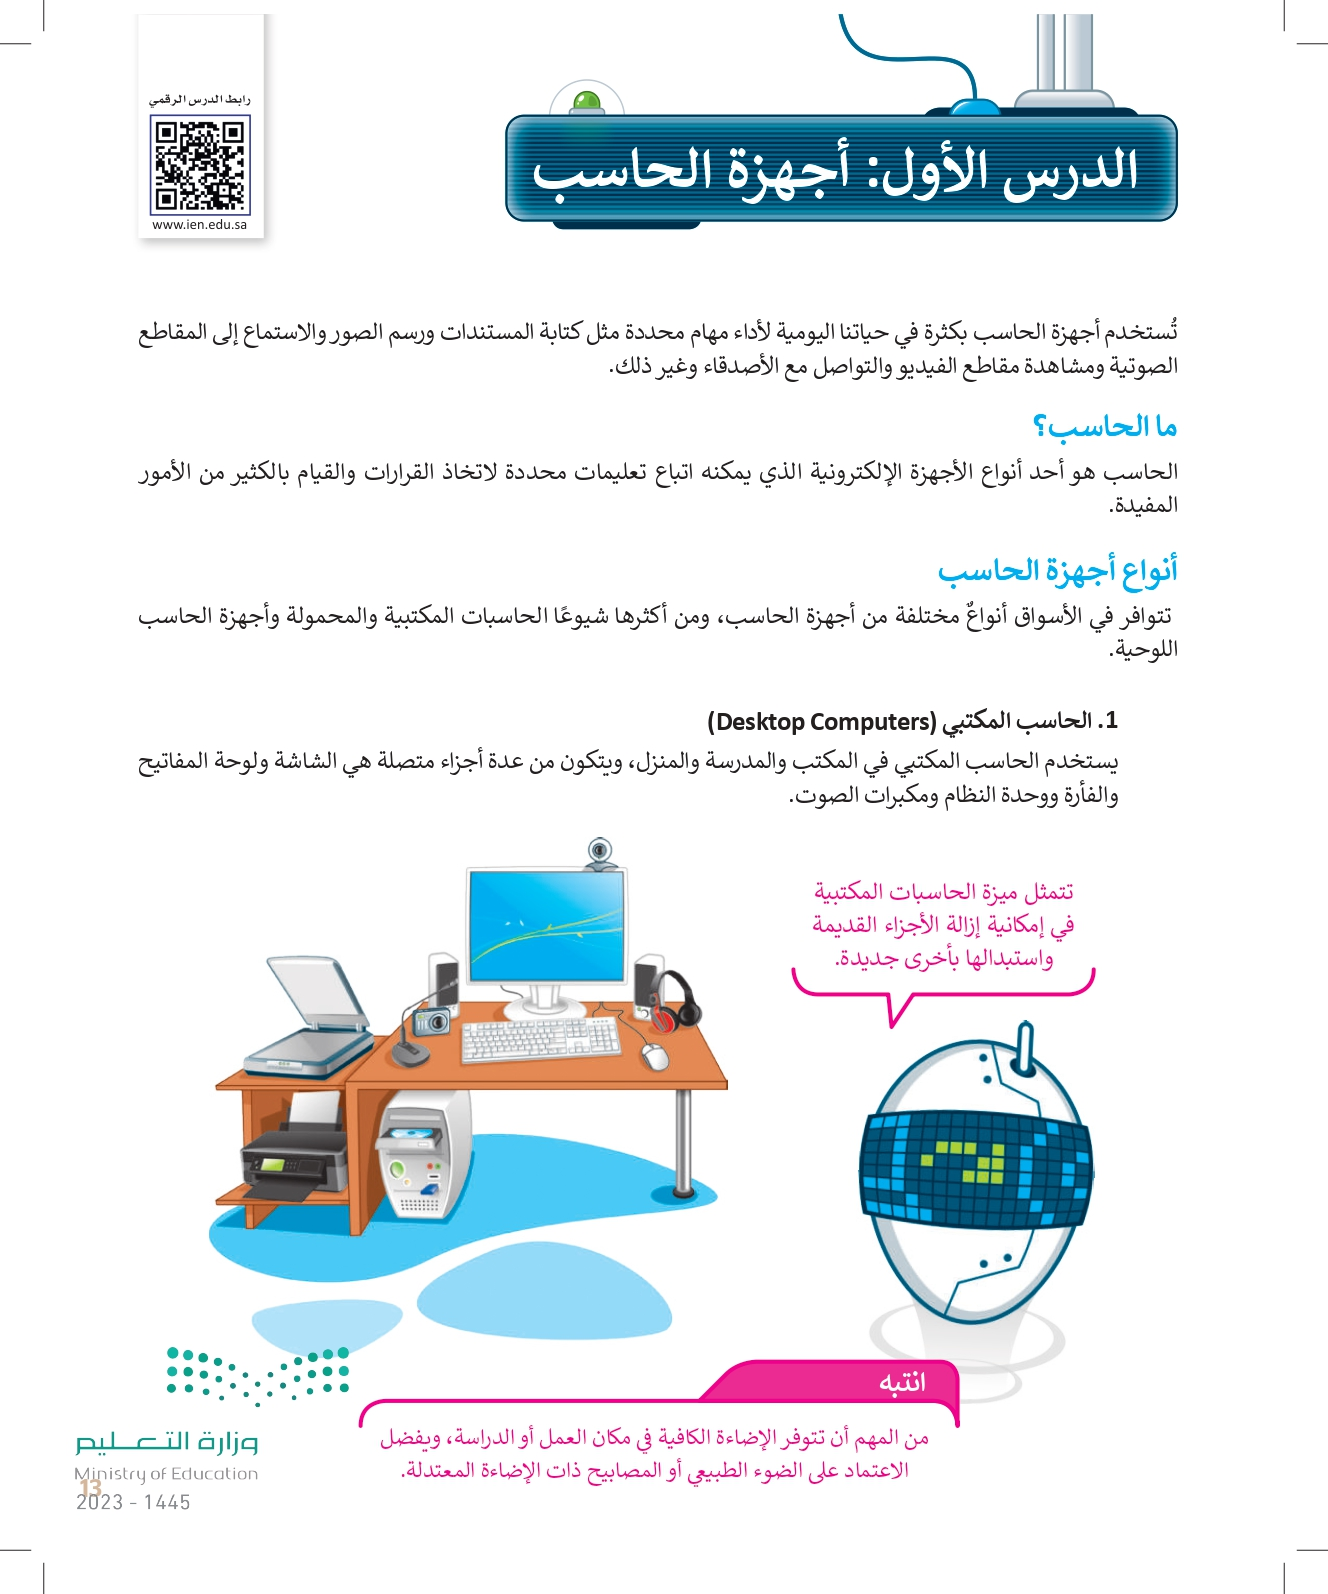 رابط الدرس الرقمي
www.ien.edu.sa
الدرس الأول: أجهزة الحاسب
تُستخدم أجهزة الحاسب بكثرة في حياتنا اليومية لأداء مهام محددة مثل كتابة المستندات ورسم الصور والاستماع إلى المقاطع
الصوتية ومشاهدة مقاطع الفيديو والتواصل مع الأصدقاء وغير ذلك.
ما الحاسب؟
الحاسب هو أحد أنواع الأجهزة الإلكترونية الذي يمكنه اتباع تعليمات محددة لاتخاذ القرارات والقيام بالكثير من الأمور
المفيدة.
أنواع أجهزة الحاسب
تتوافر في الأسواق أنواعٌ مختلفة من أجهزة الحاسب، ومن أكثرها شيوعًا الحاسبات المكتبية والمحمولة وأجهزة الحاسب
اللوحية.
1. الحاسب المكتبي (Desktop Computers)
يستخدم الحاسب المكتبي في المكتب والمدرسة والمنزل، ويتكون من عدة أجزاء متصلة هي الشاشة ولوحة المفاتيح
والفأرة ووحدة النظام ومكبرات الصوت.
تتمثل ميزة الحاسبات المكتبية
في إمكانية إزالة الأجزاء القديمة
واستبدالها بأخرى جديدة.
انتبه
من المهم أن تتوفر الإضاءة الكافية في مكان العمل أو الدراسة، ويفضل
الاعتماد على الضوء الطبيعي أو المصابيح ذات الإضاءة المعتدلة.
وزارة التعـــليم
Ministry of Education
13
2023 - 1445